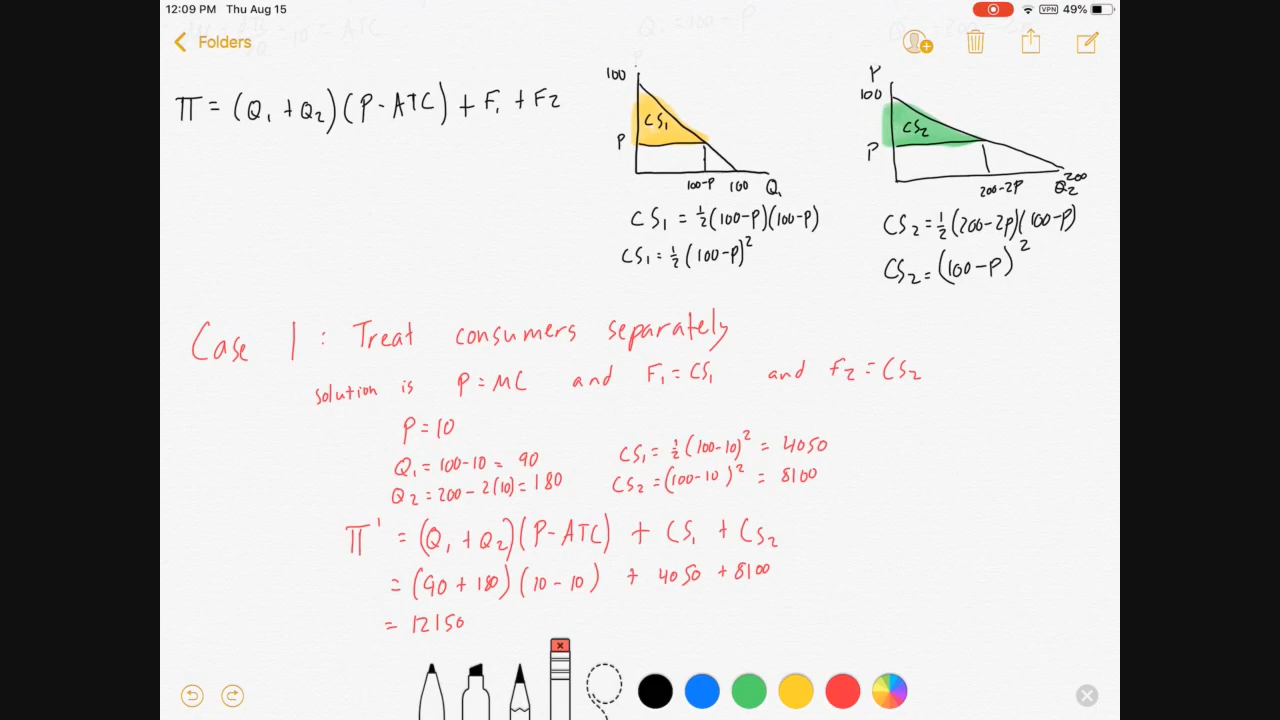 12:09 PM Thu Aug 15
VPN 49%
Folders
Π = (Q₁ + Q₂)(P - ATC) + F₁ + F₂
100
CS₁
P
100-P 100 Q₁
CS₁ = ½(100-P)(100-P)
CS₁ = ½(100-P)²
P
100
CS₂
P
200-2P Q₂ 200
CS₂ = ½(200-2P)(100-P)
CS₂ = (100-P)²
Case 1 : Treat consumers separately
solution is P = MC and F₁ = CS₁ and F₂ = CS₂
P = 10
Q₁ = 100-10 = 90
Q₂ = 200-2(10) = 180
CS₁ = ½(100-10)² = 4050
CS₂ = (100-10)² = 8100
Π' = (Q₁ + Q₂)(P-ATC) + CS₁ + CS₂
= (90 + 180)(10 - 10) + 4050 + 8100
= 12150